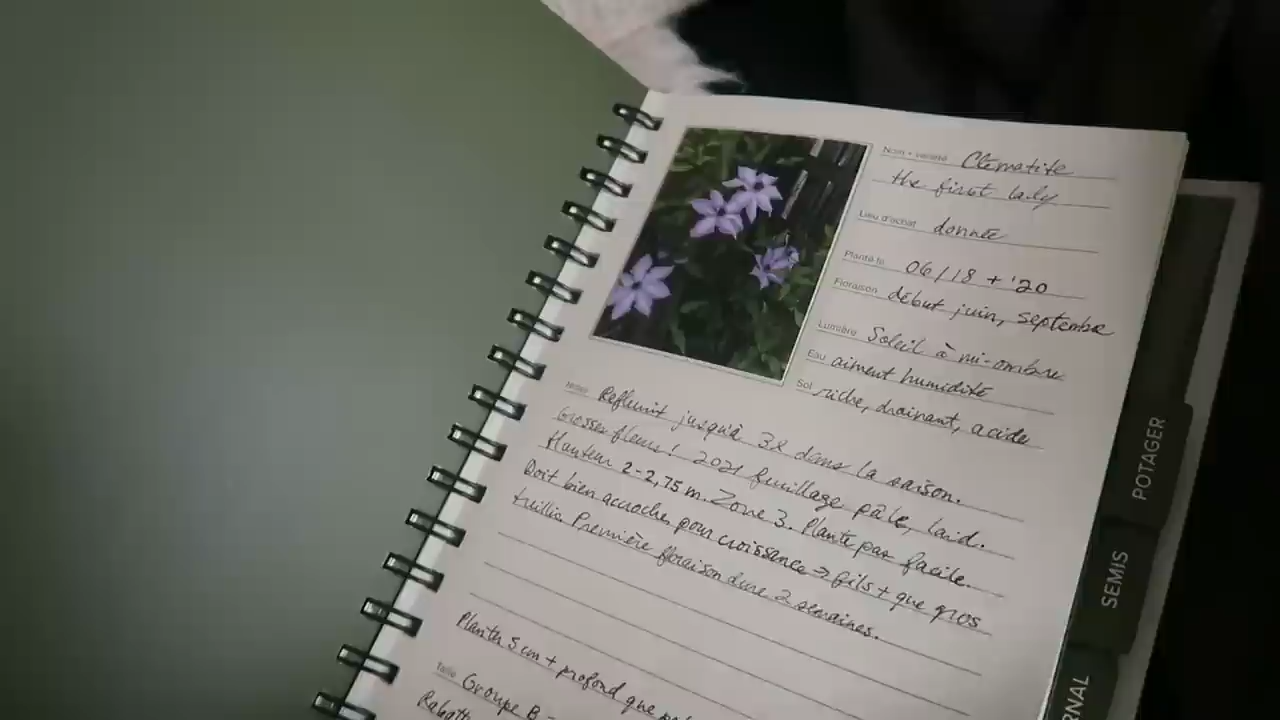 Nom + variété Clématite
the first lady
Lieu d'achat donnée
Planté le 06/18 + '20
Floraison début juin, septembre
Lumière Soleil à mi-ombre
Eau aiment humidité
Sol riche, drainant, acide
Notes Refleurit jusqu'à 3x dans la saison.
Grosses fleurs! 2021 feuillage pâle, laid.
Hauteur 2-2,75 m. Zone 3. Plante pas facile.
Doit bien accrocher pour croissance → fils + que gros
treillis. Première floraison dure 2 semaines.
Planter 5 cm + profond que
Taille Groupe B -
Rabatt
POTAGER
SEMIS
RNAL